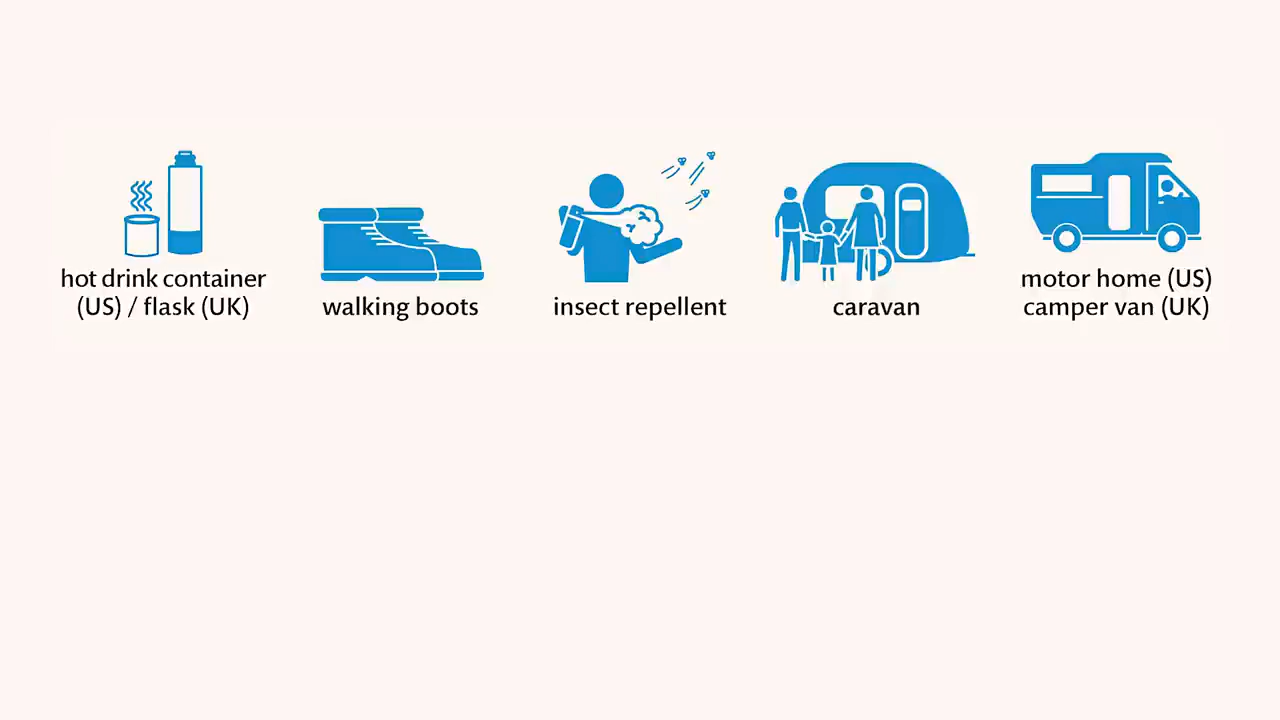 hot drink container
(US) / flask (UK)
walking boots
insect repellent
caravan
motor home (US)
camper van (UK)